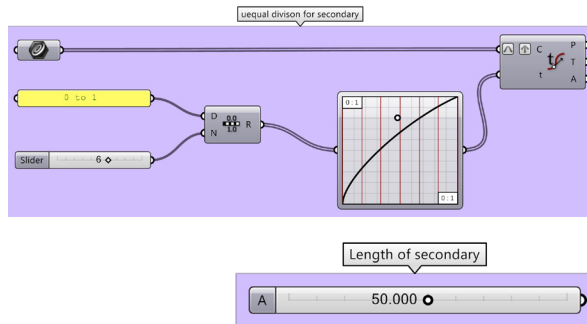 uequal divison for secondary
C
P
t
T
A
0 to 1
D
N
0.0
1.0
R
0:1
0:1
Slider
6
Length of secondary
A
50.000